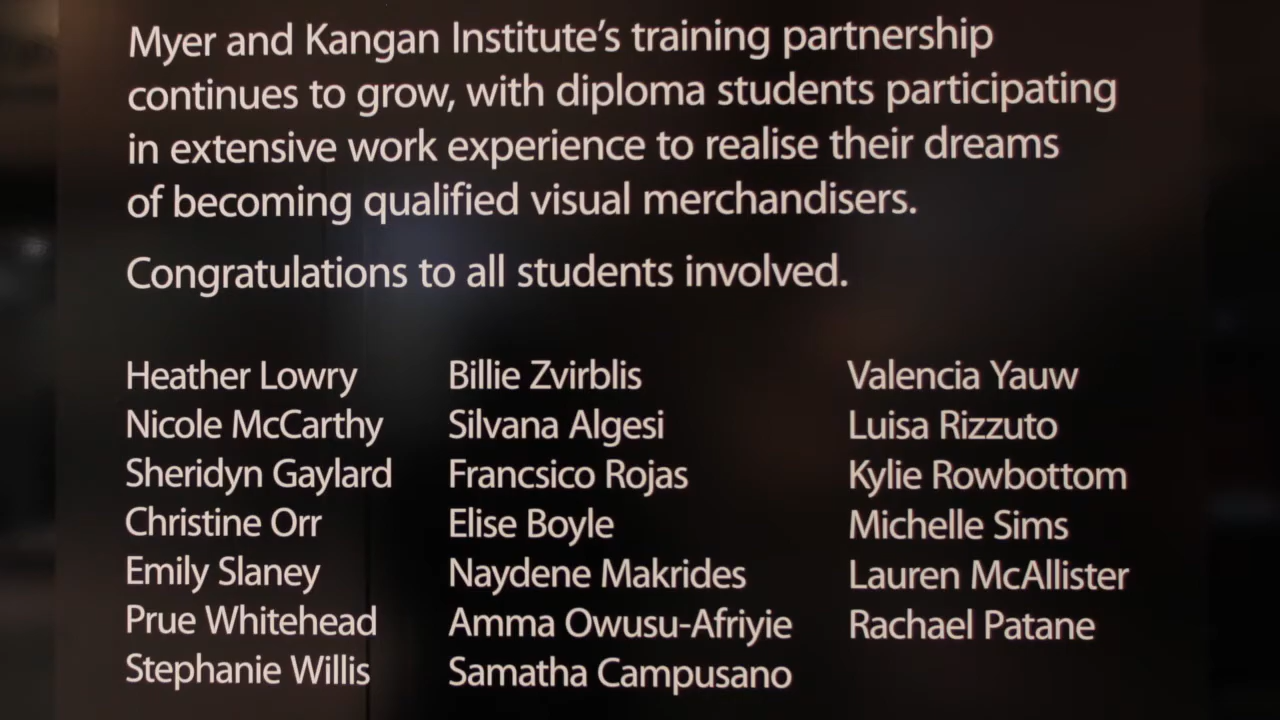 Myer and Kangan Institute's training partnership
continues to grow, with diploma students participating
in extensive work experience to realise their dreams
of becoming qualified visual merchandisers.
Congratulations to all students involved.
Heather Lowry
Nicole McCarthy
Sheridyn Gaylard
Christine Orr
Emily Slaney
Prue Whitehead
Stephanie Willis
Billie Zvirblis
Silvana Algesi
Francsico Rojas
Elise Boyle
Naydene Makrides
Amma Owusu-Afriyie
Samatha Campusano
Valencia Yauw
Luisa Rizzuto
Kylie Rowbottom
Michelle Sims
Lauren McAllister
Rachael Patane